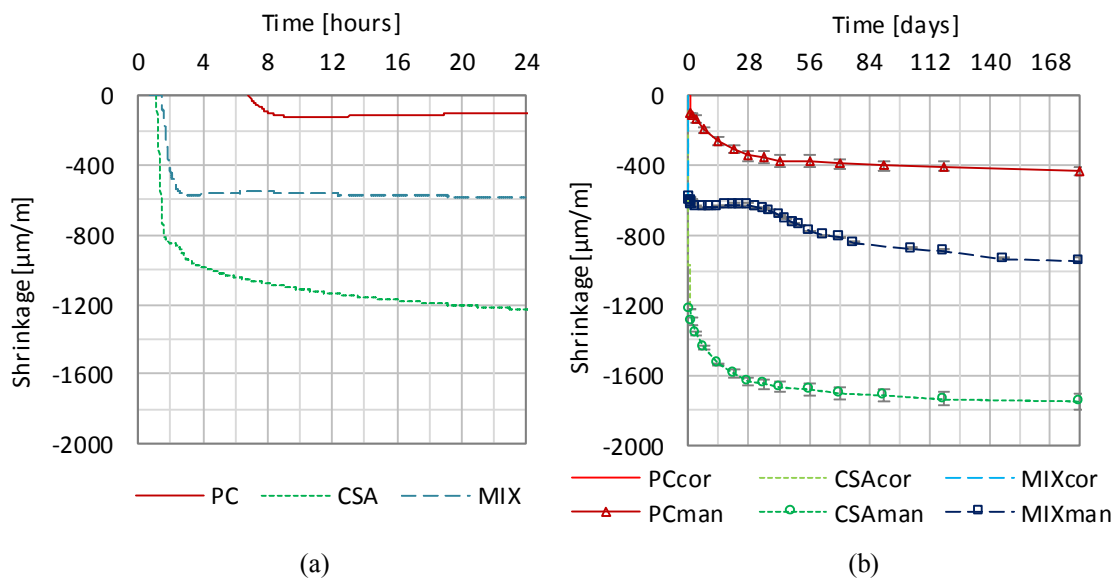 Time [hours]
0 4 8 12 16 20 24
0
-400
-800
-1200
-1600
-2000
Shrinkage [µm/m]
PC CSA MIX
(a)
Time [days]
0 28 56 84 112 140 168
0
-400
-800
-1200
-1600
-2000
Shrinkage [µm/m]
PCcor CSAcor MIXcor
PCman CSAman MIXman
(b)